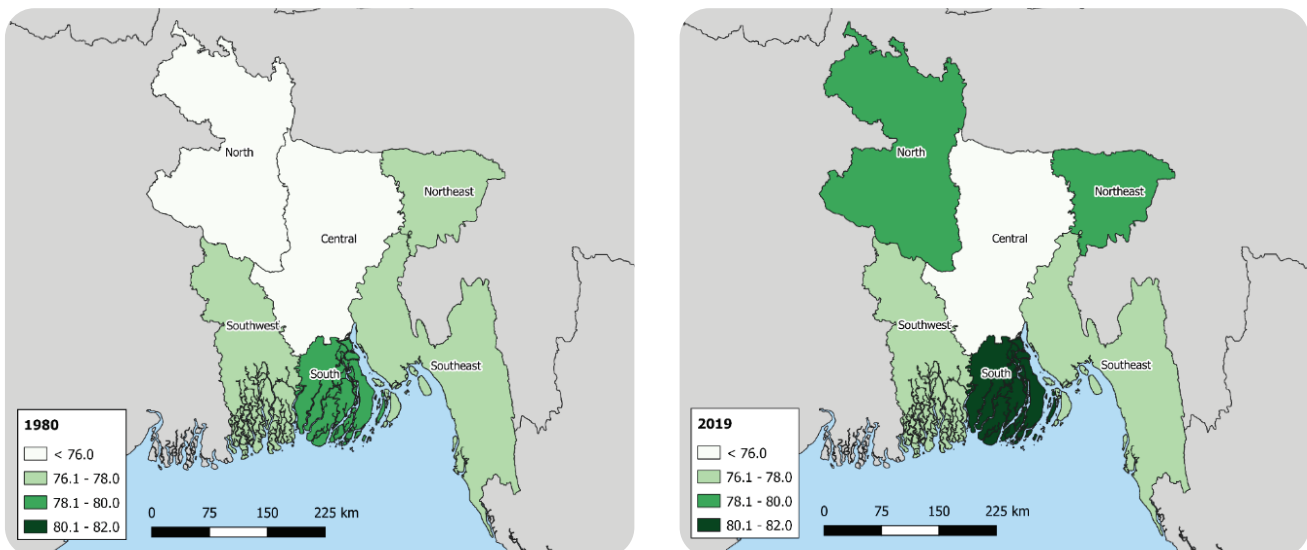 North
Northeast
Central
Southwest
South
Southeast
1980
< 76.0
76.1 - 78.0
78.1 - 80.0
80.1 - 82.0
0 75 150 225 km
North
Northeast
Central
Southwest
South
Southeast
2019
< 76.0
76.1 - 78.0
78.1 - 80.0
80.1 - 82.0
0 75 150 225 km